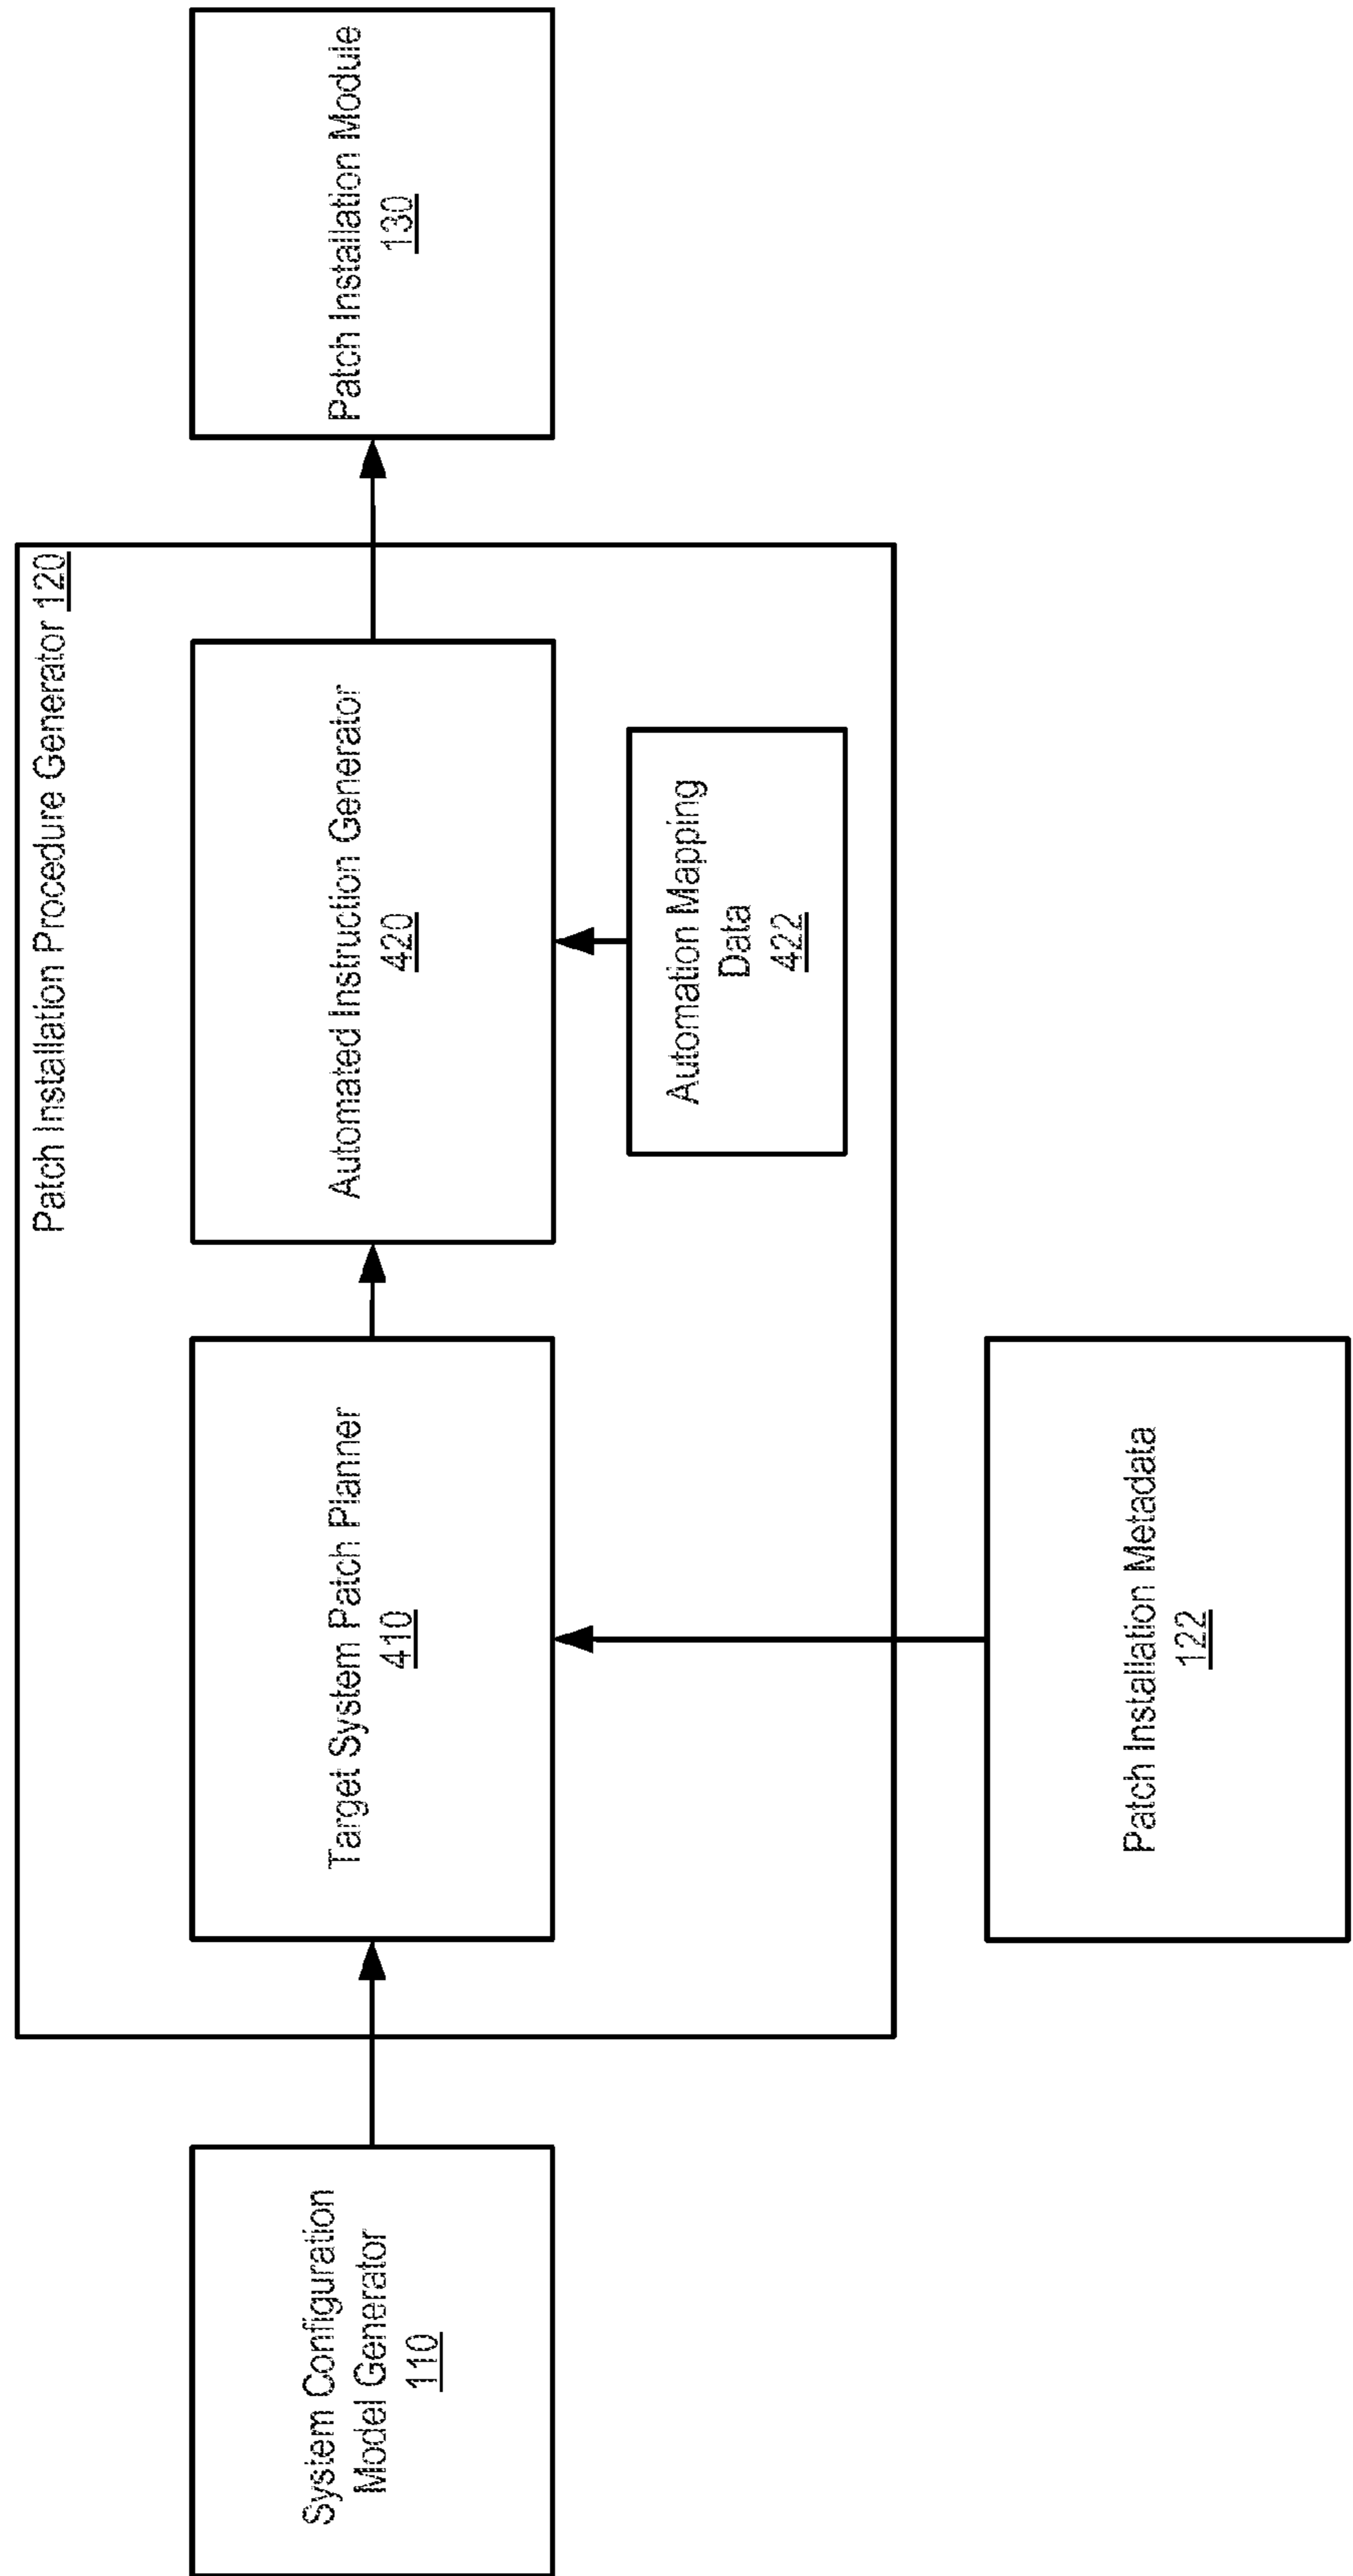 Patch Installation Procedure Generator 120
System Configuration
Model Generator
110
Target System Patch Planner
410
Automated Instruction Generator
420
Patch Installation Module
130
Automation Mapping
Data
422
Patch Installation Metadata
122